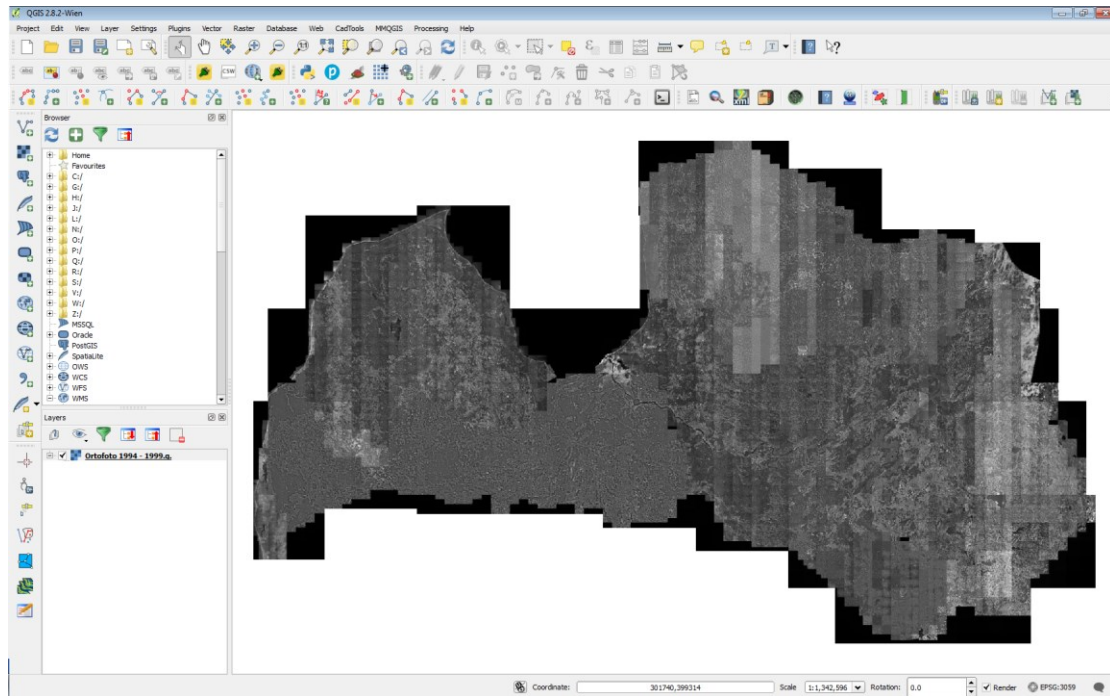 QGIS 2.8.2-Wien
Project Edit View Layer Settings Plugins Vector Raster Database Web CadTools MMQGIS Processing Help
CSW
Browser
Home
Favourites
C:/
G:/
H:/
J:/
L:/
N:/
O:/
P:/
Q:/
R:/
S:/
V:/
W:/
Z:/
MSSQL
Oracle
PostGIS
SpatiaLite
OWS
WCS
WFS
WMS
Layers
Ortofoto 1994 - 1999.g.
Coordinate: 301740,399314 Scale 1:1,342,596 Rotation: 0.0 Render EPSG:3059